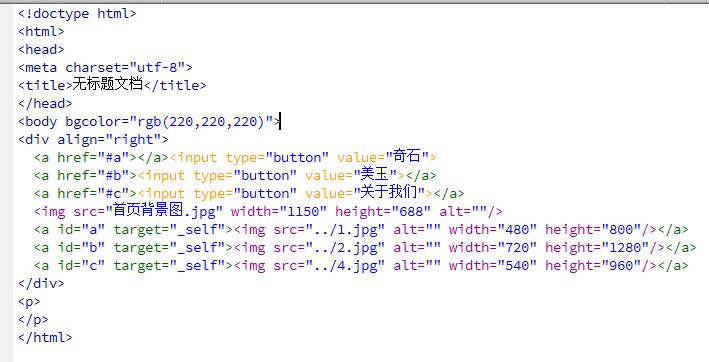 <!doctype html>
<html>
<head>
<meta charset="utf-8">
<title>无标题文档</title>
</head>
<body bgcolor="rgb(220,220,220)">
<div align="right">
  <a href="#a"></a><input type="button" value="奇石">
  <a href="#b"><input type="button" value="美玉"></a>
  <a href="#c"><input type="button" value="关于我们"></a>
  <img src="首页背景图.jpg" width="1150" height="688" alt=""/>
  <a id="a" target="_self"><img src="../1.jpg" alt="" width="480" height="800"/></a>
  <a id="b" target="_self"><img src="../2.jpg" alt="" width="720" height="1280"/></a>
  <a id="c" target="_self"><img src="../4.jpg" alt="" width="540" height="960"/></a>
</div>
<p>
</p>
</html>